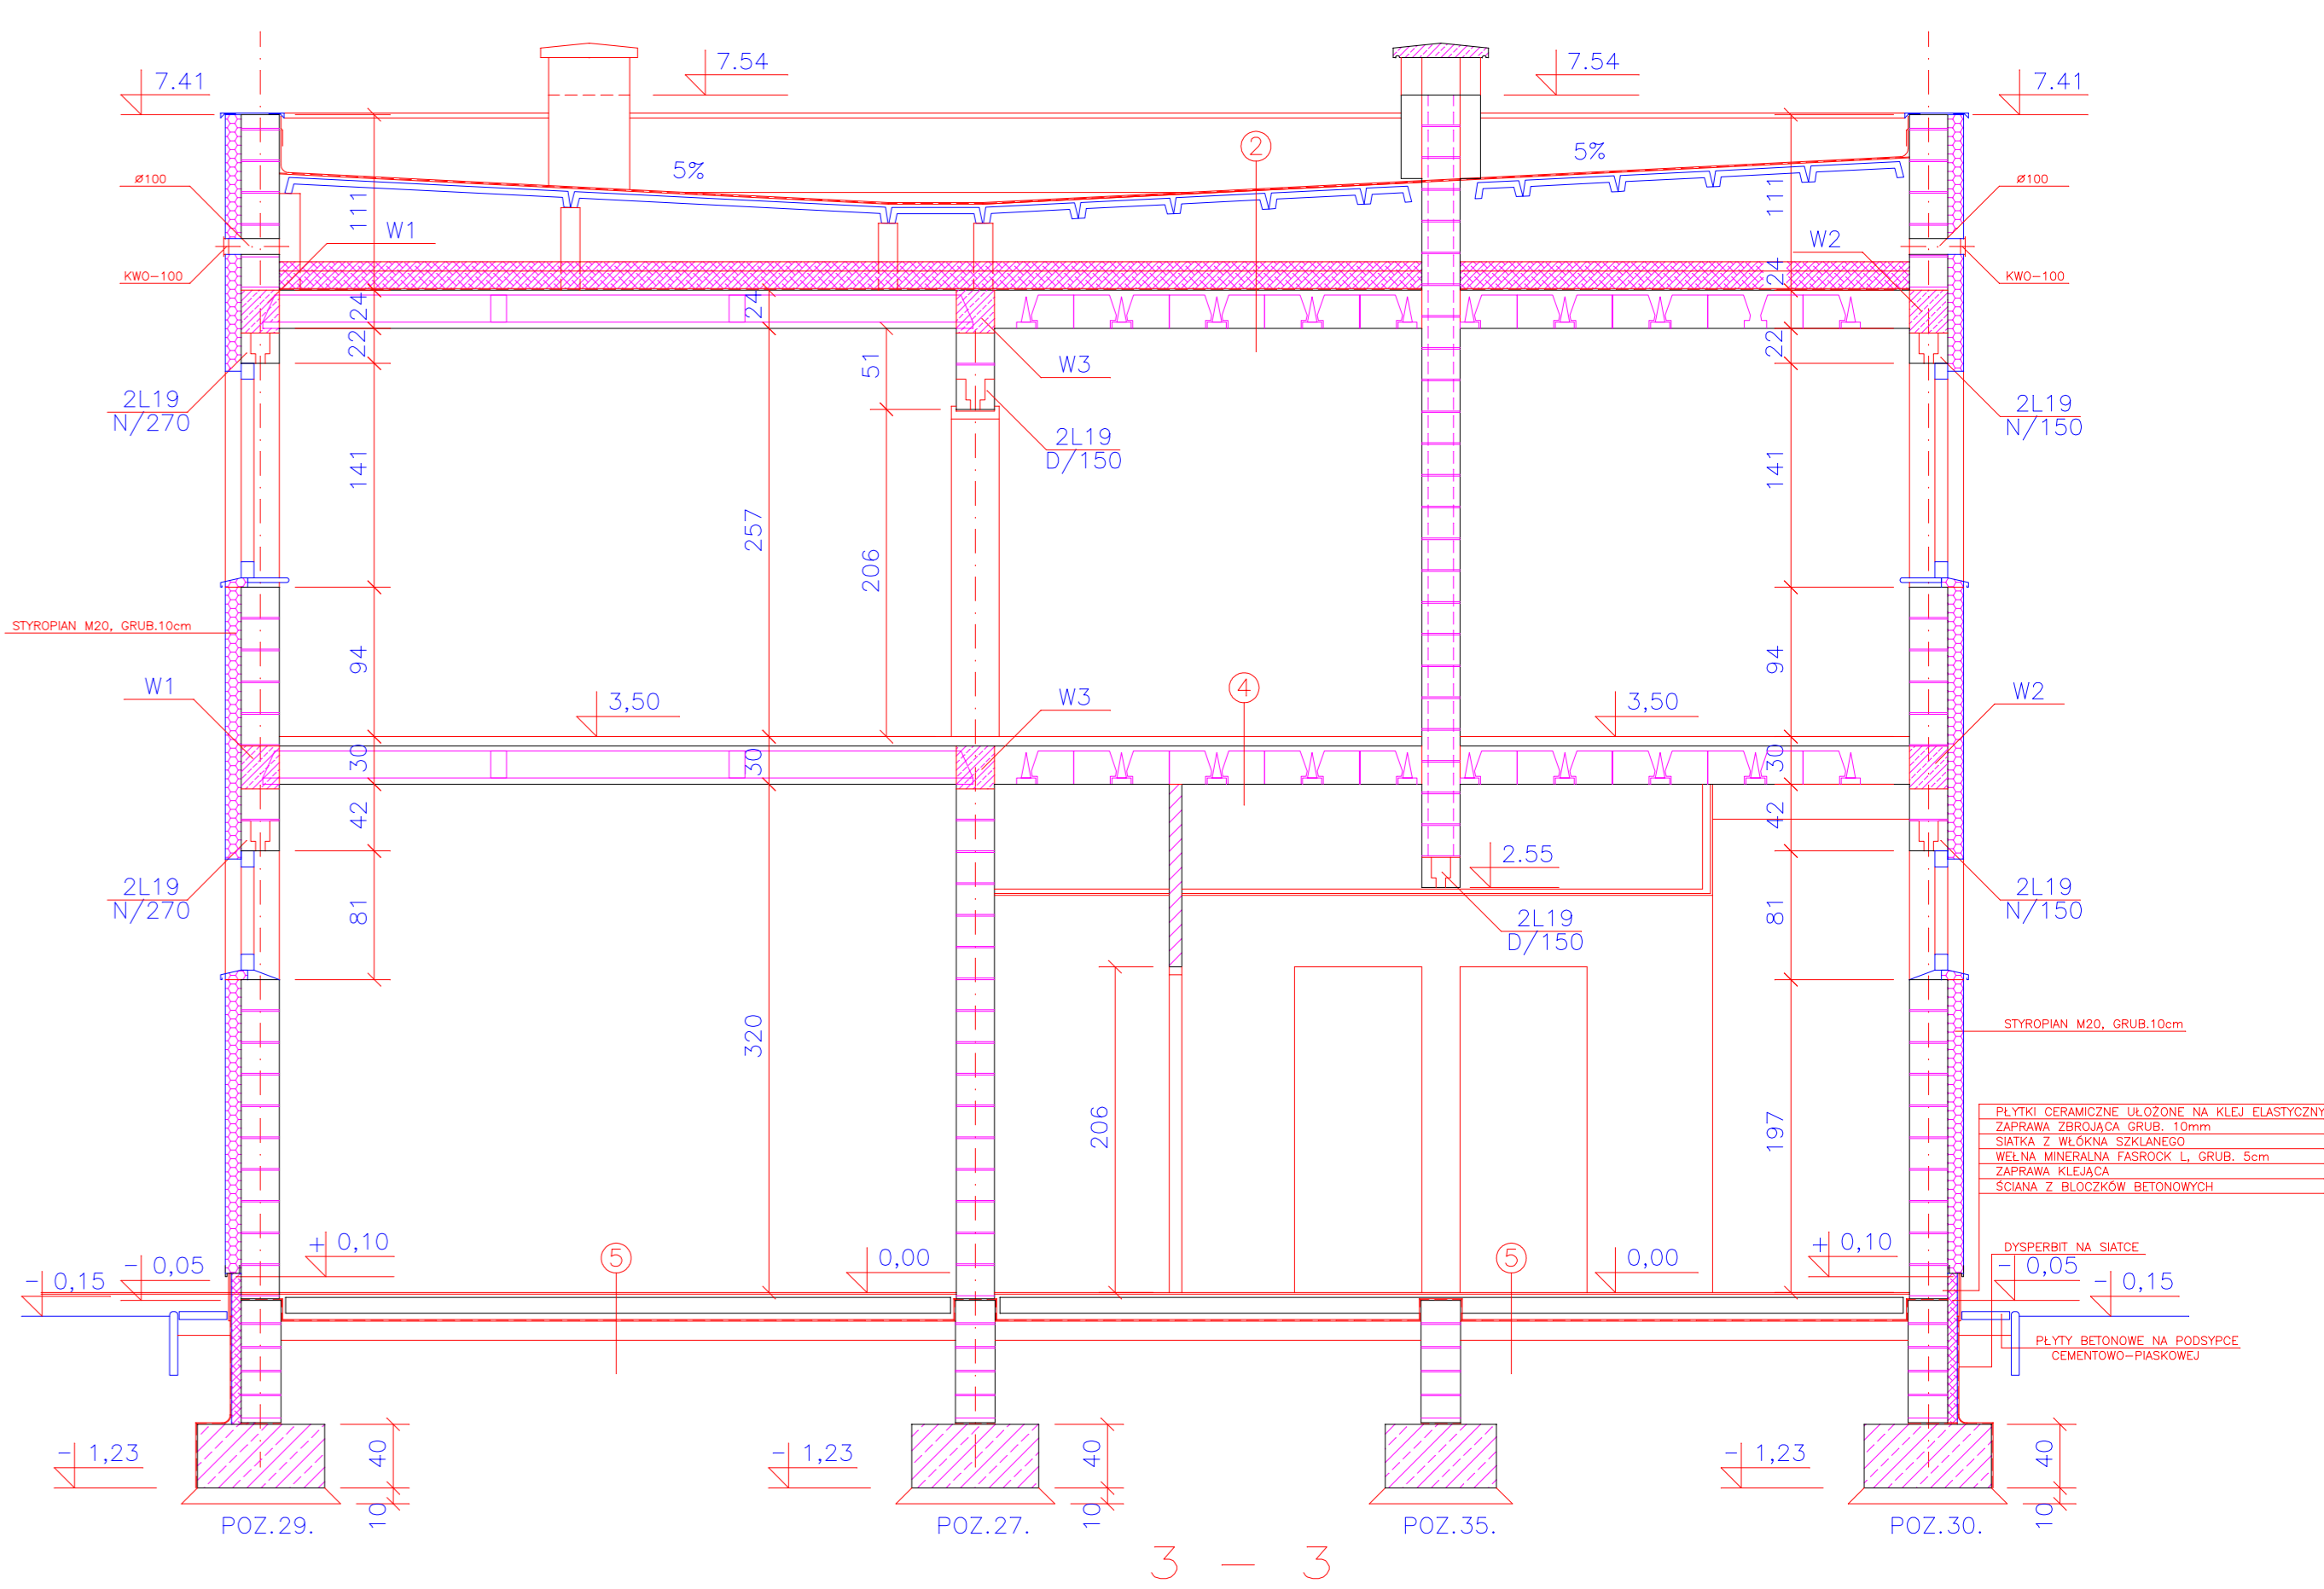 7.41
7.54
7.54
7.41
5%
2
5%
Ø100
111
111
Ø100
W1
W2
KWO-100
KWO-100
24
24
24
22
22
51
W3
2L19
N/270
2L19
N/150
2L19
D/150
141
141
257
206
STYROPIAN M20, GRUB.10cm
94
94
W1
3,50
W3
4
3,50
W2
30
30
30
42
42
2.55
2L19
N/270
81
2L19
D/150
81
2L19
N/150
320
206
197
STYROPIAN M20, GRUB.10cm
PŁYTKI CERAMICZNE UŁOŻONE NA KLEJ ELASTYCZNY
ZAPRAWA ZBROJĄCA GRUB. 10mm
SIATKA Z WŁÓKNA SZKLANEGO
WEŁNA MINERALNA FASROCK L, GRUB. 5cm
ZAPRAWA KLEJĄCA
ŚCIANA Z BLOCZKÓW BETONOWYCH
- 0,15
- 0,05
+ 0,10
5
0,00
5
0,00
+ 0,10
DYSPERBIT NA SIATCE
- 0,05
- 0,15
PŁYTY BETONOWE NA PODSYPCE
CEMENTOWO-PIASKOWEJ
- 1,23
40
10
- 1,23
40
10
- 1,23
40
10
POZ.29.
POZ.27.
POZ.35.
POZ.30.
3 - 3